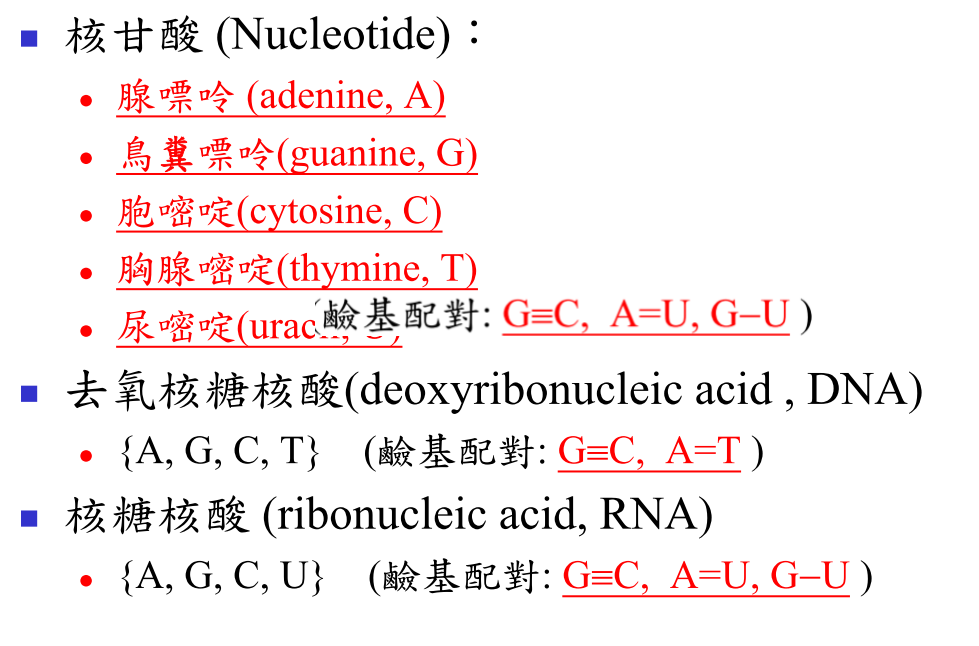 核甘酸 (Nucleotide)：
腺嘌呤 (adenine, A)
鳥糞嘌呤(guanine, G)
胞嘧啶(cytosine, C)
胸腺嘧啶(thymine, T)
(鹼基配對: G≡C, A=U, G−U )
尿嘧啶
去氧核糖核酸(deoxyribonucleic acid , DNA)
{A, G, C, T} (鹼基配對: G≡C, A=T )
核糖核酸 (ribonucleic acid, RNA)
{A, G, C, U} (鹼基配對: G≡C, A=U, G−U )